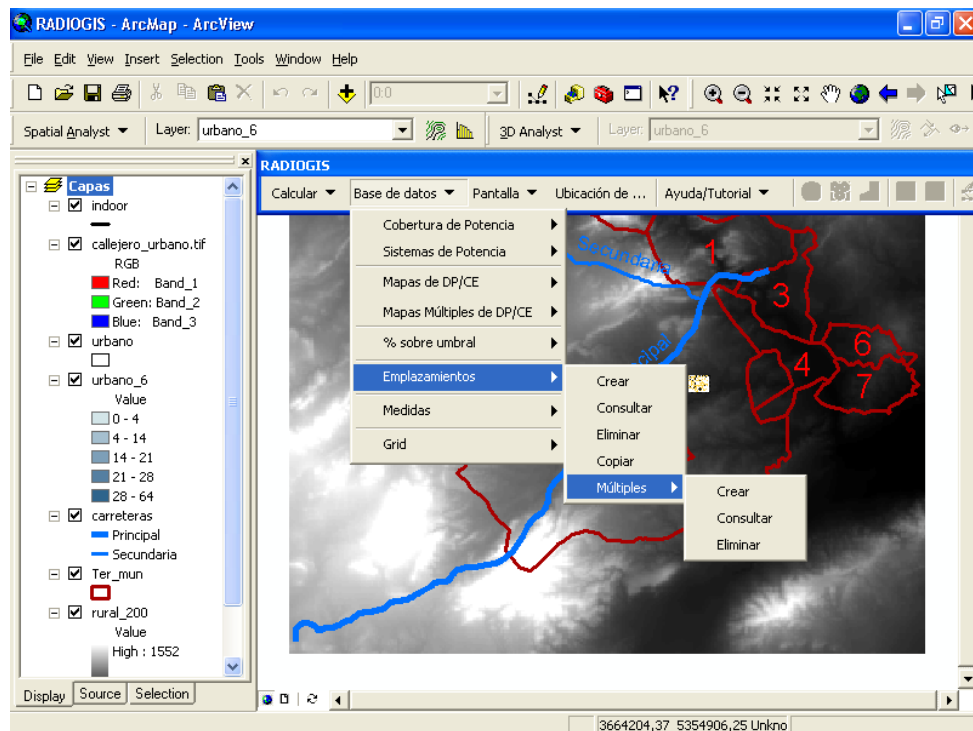 RADIOGIS - ArcMap - ArcView
File Edit View Insert Selection Tools Window Help
0:0
Spatial Analyst Layer: urbano_6 3D Analyst Layer: urbano_6
Capas
indoor
callejero_urbano.tif
RGB
Red: Band_1
Green: Band_2
Blue: Band_3
urbano
urbano_6
Value
0 - 4
4 - 14
14 - 21
21 - 28
28 - 64
carreteras
Principal
Secundaria
Ter_mun
rural_200
Value
High : 1552
Display Source Selection
RADIOGIS
Calcular Base de datos Pantalla Ubicación de ... Ayuda/Tutorial
Cobertura de Potencia
Sistemas de Potencia
Mapas de DP/CE
Mapas Múltiples de DP/CE
% sobre umbral
Emplazamientos
Medidas
Grid
Crear
Consultar
Eliminar
Copiar
Múltiples
Crear
Consultar
Eliminar
Secundaria
1
3
6
4
7
cipal
3664204,37 5354906,25 Unkno